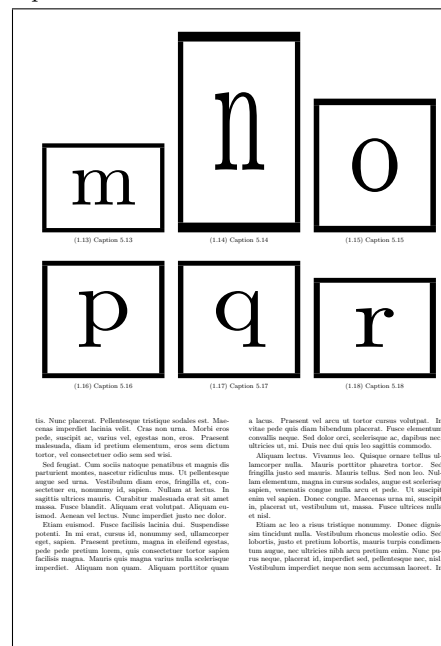 m
n
o
(1.13) Caption 5.13
(1.14) Caption 5.14
(1.15) Caption 5.15
p
q
r
(1.16) Caption 5.16
(1.17) Caption 5.17
(1.18) Caption 5.18
tis. Nunc placerat. Pellentesque tristique sodales est. Mae-
cenas imperdiet lacinia velit. Cras non urna. Morbi eros
pede, suscipit ac, varius vel, egestas non, eros. Praesent
malesuada, diam id pretium elementum, eros sem dictum
tortor, vel consectetuer odio sem sed wisi.
Sed feugiat. Cum sociis natoque penatibus et magnis dis
parturient montes, nascetur ridiculus mus. Ut pellentesque
augue sed urna. Vestibulum diam eros, fringilla et, con-
sectetuer eu, nonummy id, sapien. Nullam at lectus. In
sagittis ultrices mauris. Curabitur malesuada erat sit amet
massa. Fusce blandit. Aliquam erat volutpat. Aliquam eu-
ismod. Aenean vel lectus. Nunc imperdiet justo nec dolor.
Etiam euismod. Fusce facilisis lacinia dui. Suspendisse
potenti. In mi erat, cursus id, nonummy sed, ullamcorper
eget, sapien. Praesent pretium, magna in eleifend egestas,
pede pede pretium lorem, quis consectetuer tortor sapien
facilisis magna. Mauris quis magna varius nulla scelerisque
imperdiet. Aliquam non quam. Aliquam porttitor quam
a lacus. Praesent vel arcu ut tortor cursus volutpat. In
vitae pede quis diam bibendum placerat. Fusce elementum
convallis neque. Sed dolor orci, scelerisque ac, dapibus nec,
ultricies ut, mi. Duis nec dui quis leo sagittis commodo.
Aliquam lectus. Vivamus leo. Quisque ornare tellus ul-
lamcorper nulla. Mauris porttitor pharetra tortor. Sed
fringilla justo sed mauris. Mauris tellus. Sed non leo. Nul-
lam elementum, magna in cursus sodales, augue est scelerisque
sapien, venenatis congue nulla arcu et pede. Ut suscipit
enim vel sapien. Donec congue. Maecenas urna mi, suscipit
in, placerat ut, vestibulum ut, massa. Fusce ultrices nulla
et nisl.
Etiam ac leo a risus tristique nonummy. Donec dignis-
sim tincidunt nulla. Vestibulum rhoncus molestie odio. Sed
lobortis, justo et pretium lobortis, mauris turpis condimen-
tum augue, nec ultricies nibh arcu pretium enim. Nunc pu-
rus neque, placerat id, imperdiet sed, pellentesque nec, nisl.
Vestibulum imperdiet neque non sem accumsan laoreet. In